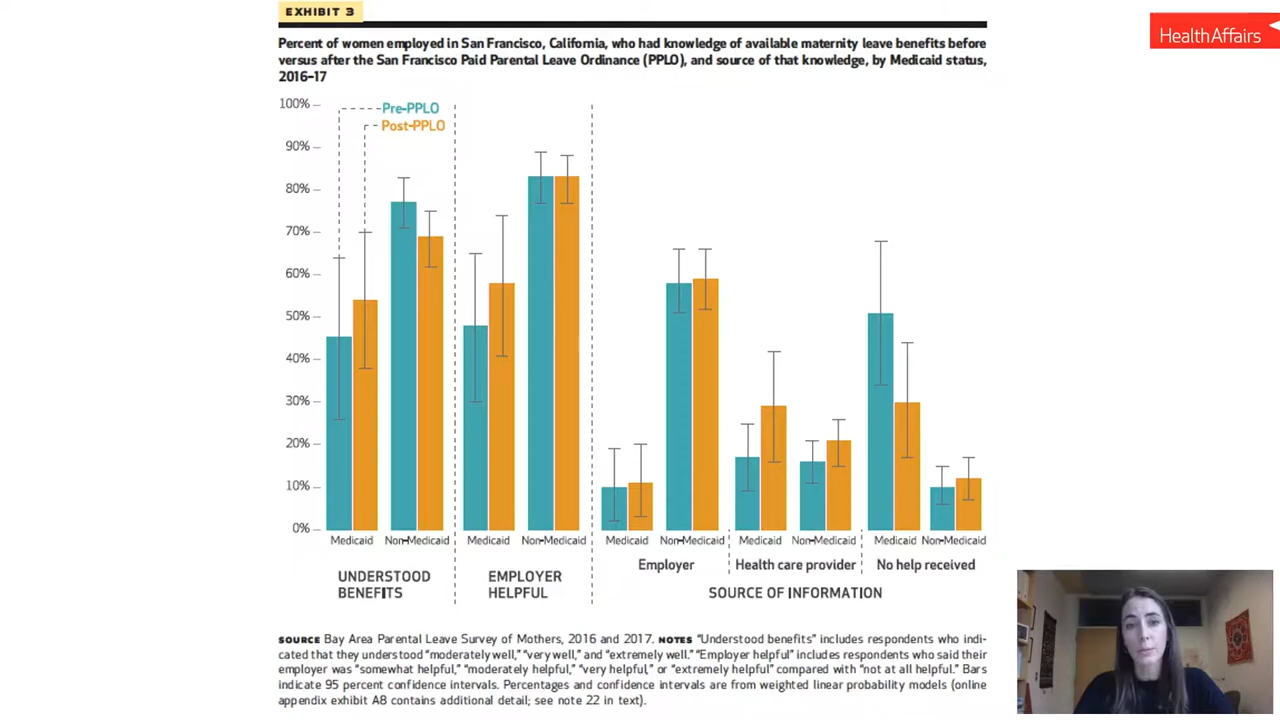 EXHIBIT 3
HealthAffairs
Percent of women employed in San Francisco, California, who had knowledge of available maternity leave benefits before
versus after the San Francisco Paid Parental Leave Ordinance (PPLO), and source of that knowledge, by Medicaid status,
2016–17
100%
Pre-PPLO
Post-PPLO
90%
80%
70%
60%
50%
40%
30%
20%
10%
0%
Medicaid Non-Medicaid Medicaid Non-Medicaid Medicaid Non-Medicaid Medicaid Non-Medicaid Medicaid Non-Medicaid
Employer Health care provider No help received
UNDERSTOOD
BENEFITS
EMPLOYER
HELPFUL
SOURCE OF INFORMATION
SOURCE Bay Area Parental Leave Survey of Mothers, 2016 and 2017. NOTES "Understood benefits" includes respondents who indi-
cated that they understood "moderately well," "very well," and "extremely well." "Employer helpful" includes respondents who said their
employer was "somewhat helpful," "moderately helpful," "very helpful," or "extremely helpful" compared with "not at all helpful." Bars
indicate 95 percent confidence intervals. Percentages and confidence intervals are from weighted linear probability models (online
appendix exhibit A8 contains additional detail; see note 22 in text).